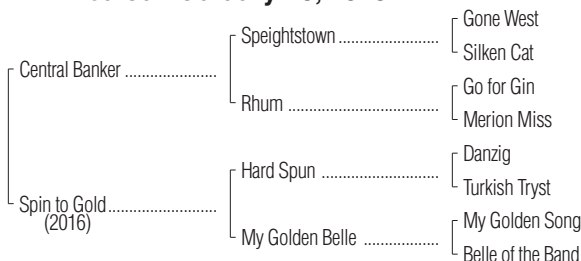 Gone West
Speightstown
Silken Cat
Central Banker
Go for Gin
Rhum
Merion Miss
Danzig
Hard Spun
Turkish Tryst
Spin to Gold
(2016)
My Golden Song
My Golden Belle
Belle of the Band